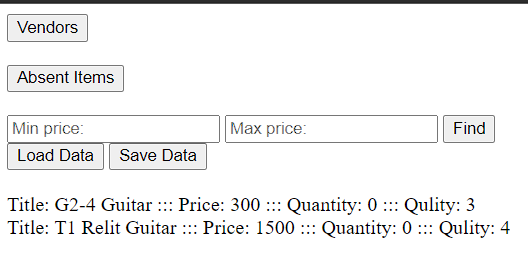 Vendors
Absent Items
Min price: Max price: Find
Load Data Save Data
Title: G2-4 Guitar ::: Price: 300 ::: Quantity: 0 ::: Qulity: 3
Title: T1 Relit Guitar ::: Price: 1500 ::: Quantity: 0 ::: Qulity: 4